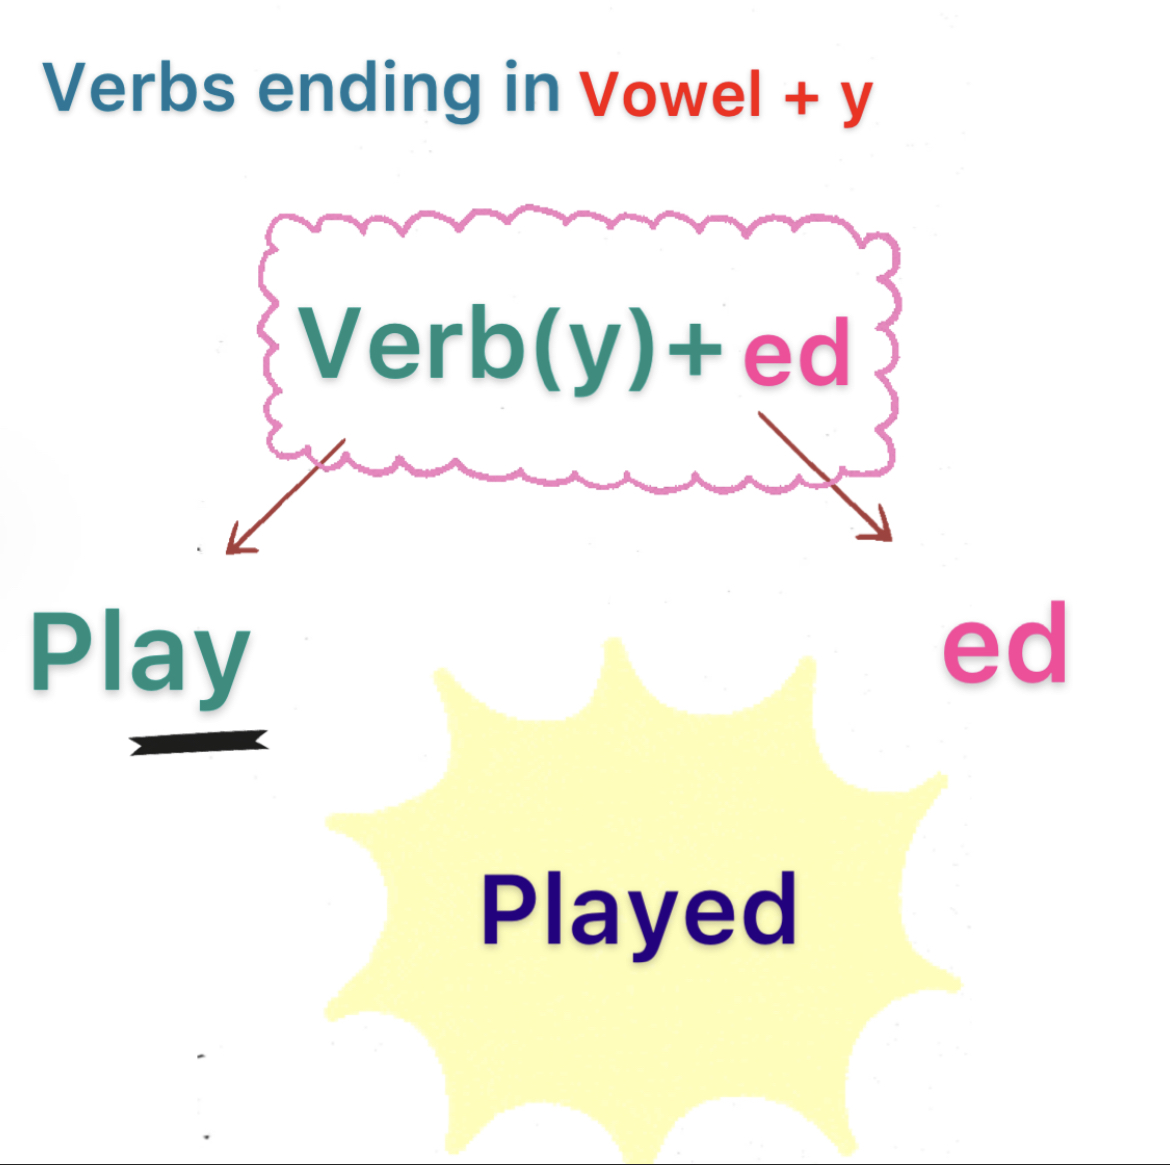 Verbs ending in Vowel + y
Verb(y)+ ed
Play ed
Played